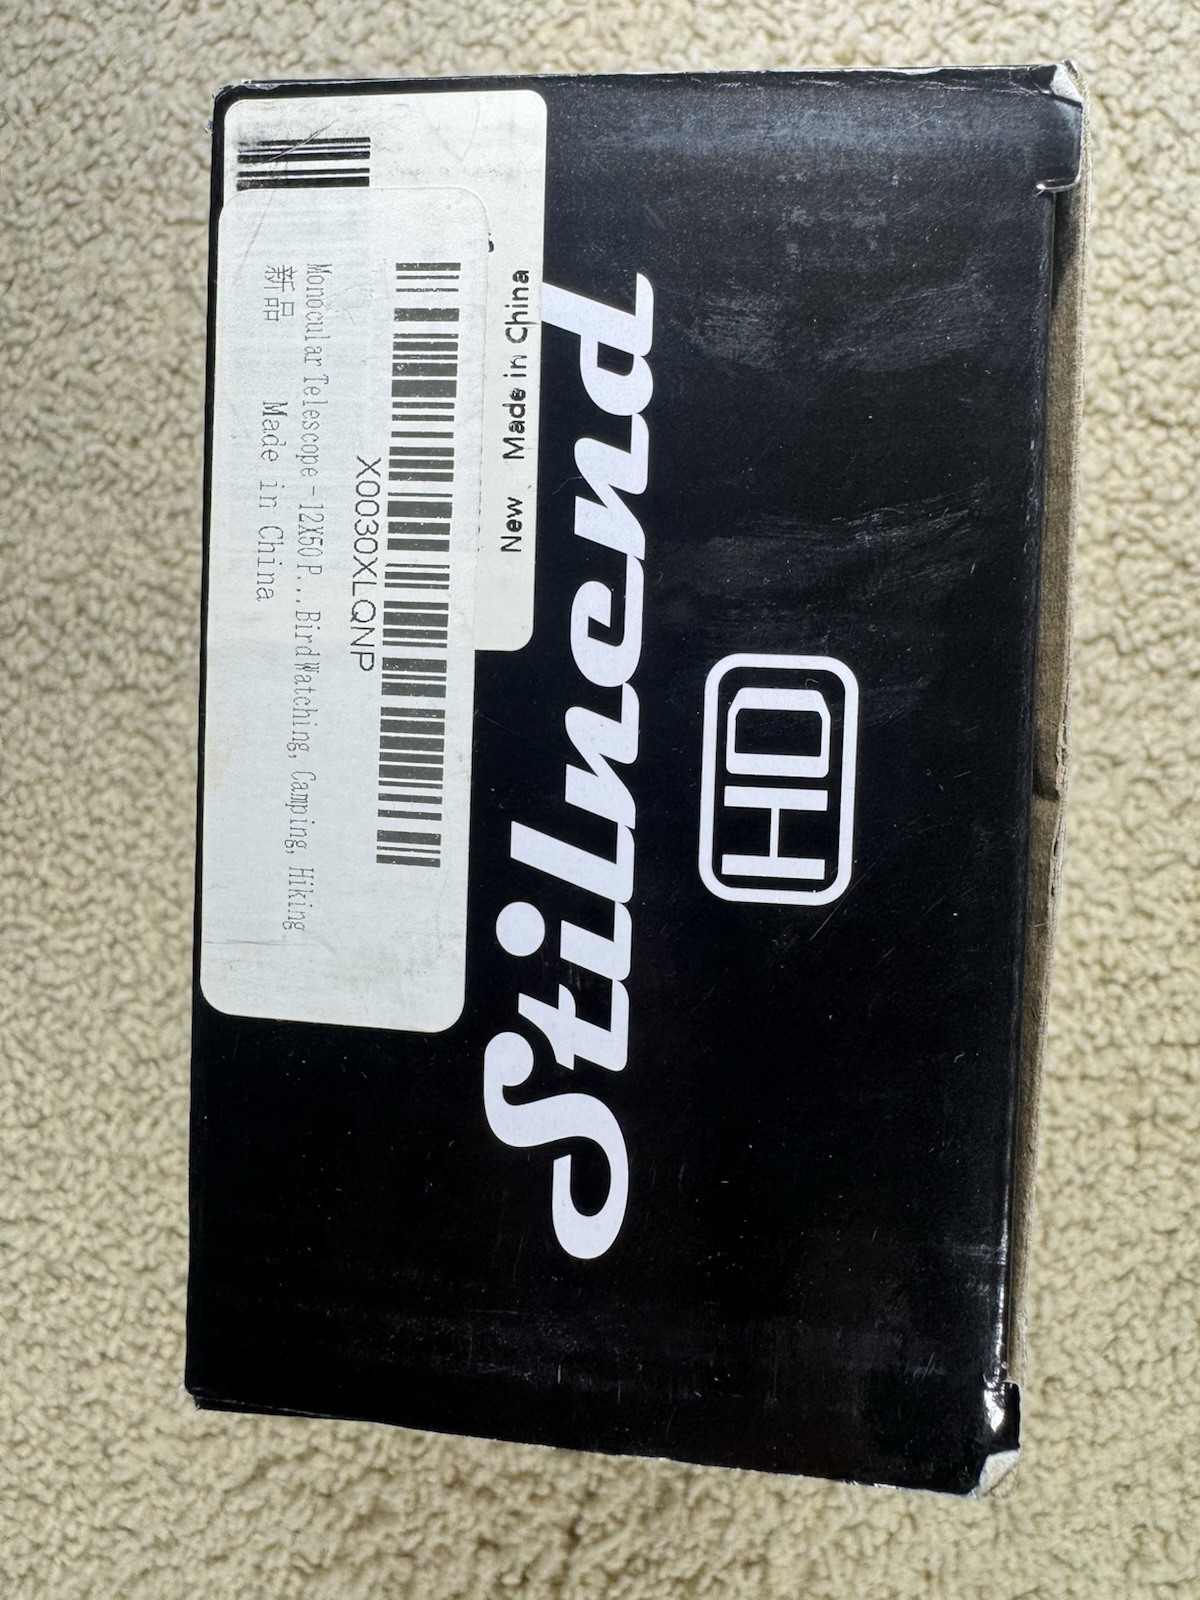 Stilnend
HD
New Made in China
X0030XLQNP
Monocular Telescope - 12X50 P...BirdWatching, Camping, Hiking
新品 Made in China